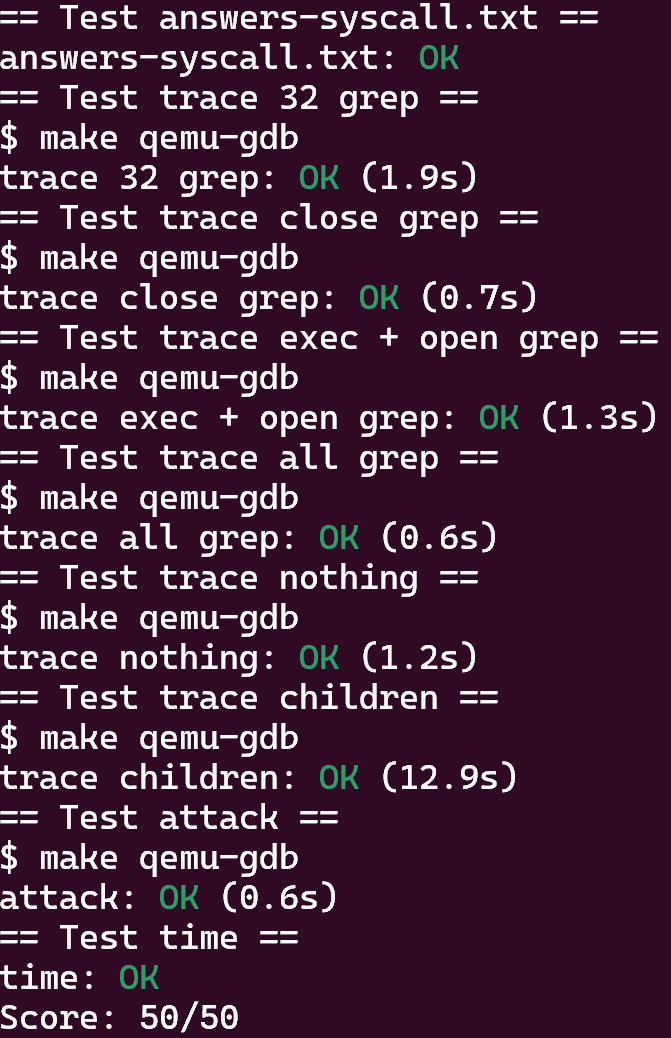 == Test answers-syscall.txt ==
answers-syscall.txt: OK
== Test trace 32 grep ==
$ make qemu-gdb
trace 32 grep: OK (1.9s)
== Test trace close grep ==
$ make qemu-gdb
trace close grep: OK (0.7s)
== Test trace exec + open grep ==
$ make qemu-gdb
trace exec + open grep: OK (1.3s)
== Test trace all grep ==
$ make qemu-gdb
trace all grep: OK (0.6s)
== Test trace nothing ==
$ make qemu-gdb
trace nothing: OK (1.2s)
== Test trace children ==
$ make qemu-gdb
trace children: OK (12.9s)
== Test attack ==
$ make qemu-gdb
attack: OK (0.6s)
== Test time ==
time: OK
Score: 50/50